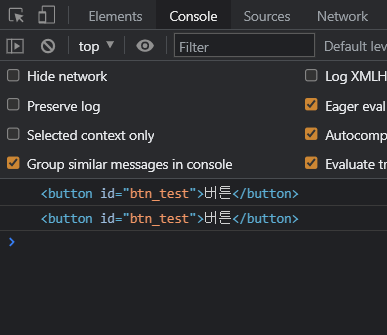 Elements Console Sources Network
top Filter Default lev
Hide network Log XMLH
Preserve log Eager eval
Selected context only Autocomp
Group similar messages in console Evaluate tr
<button id="btn_test">버튼</button>
<button id="btn_test">버튼</button>
>